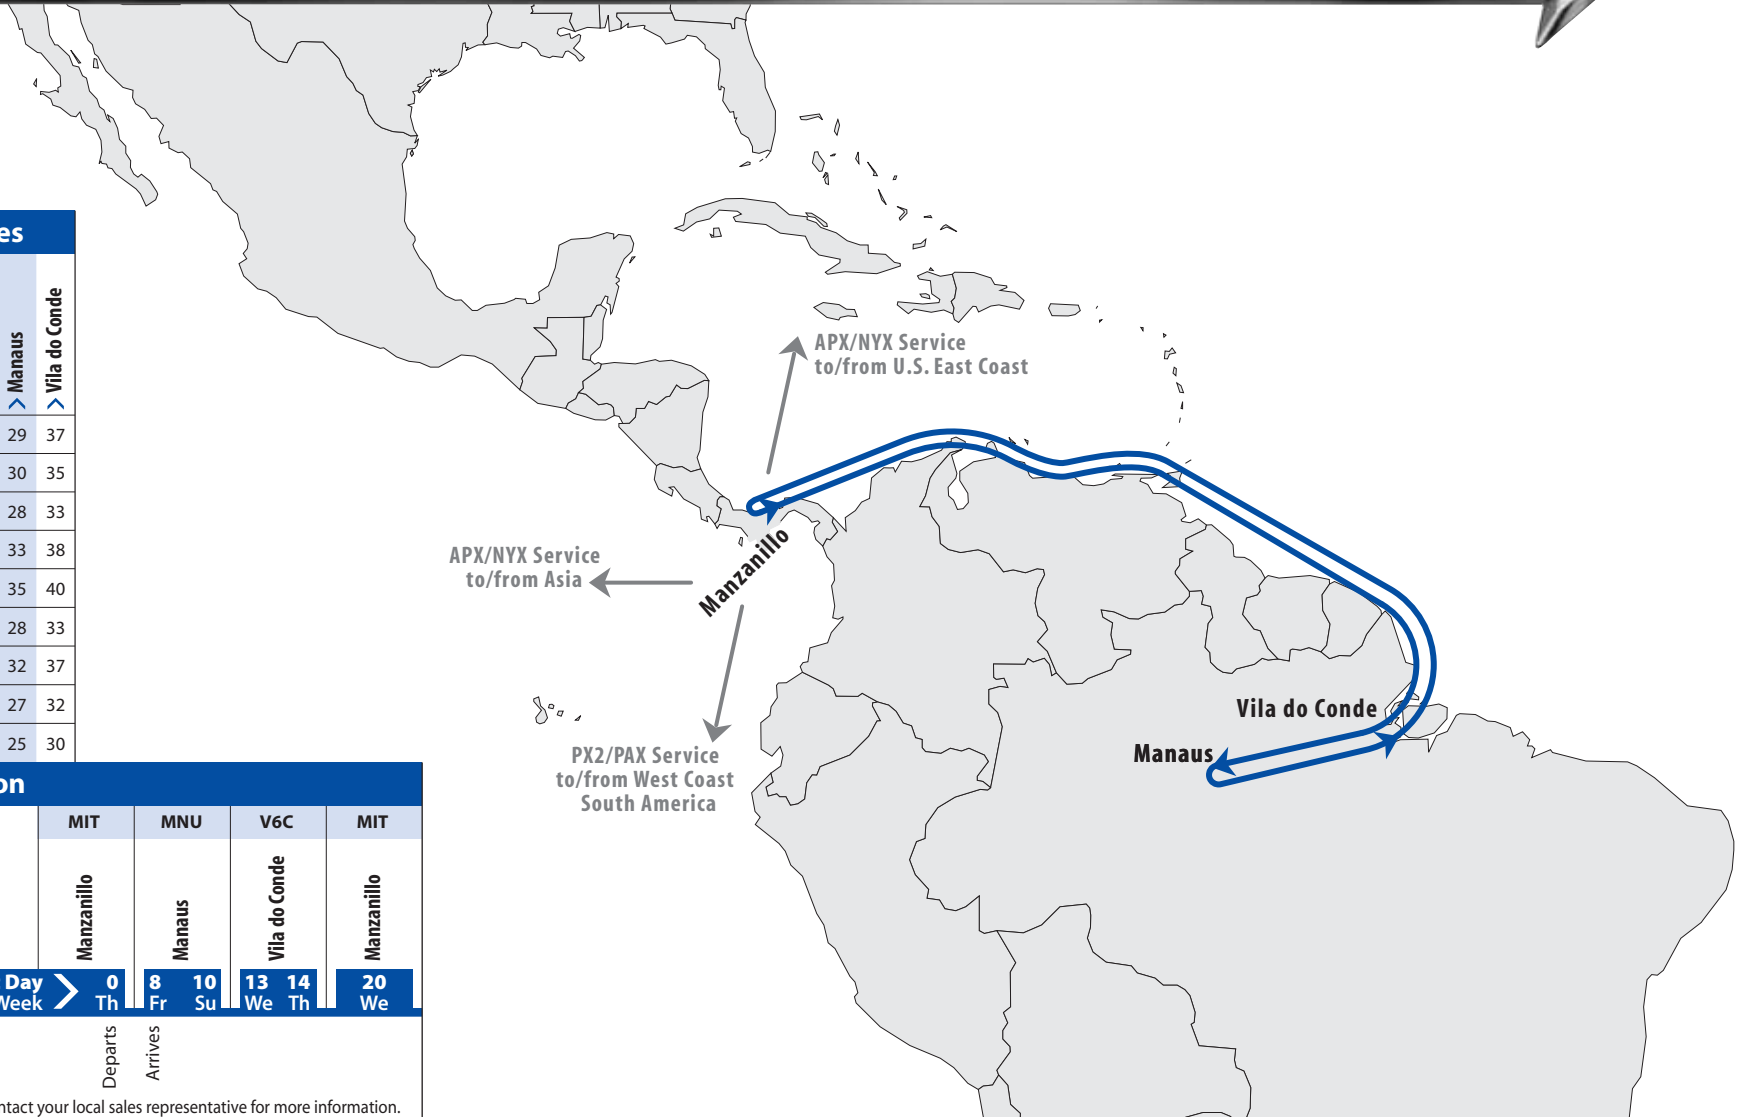 es
Manaus
Vila do Conde
29 37
30 35
28 33
33 38
35 40
28 33
32 37
27 32
25 30
APX/NYX Service
to/from U.S. East Coast
APX/NYX Service
to/from Asia
Manzanillo
PX2/PAX Service
to/from West Coast
South America
Vila do Conde
Manaus
on
MIT MNU V6C MIT
Manzanillo
Manaus
Vila do Conde
Manzanillo
Day 0 8 10 13 14 20
Week Th Fr Su We Th We
Departs
Arrives
ntact your local sales representative for more information.